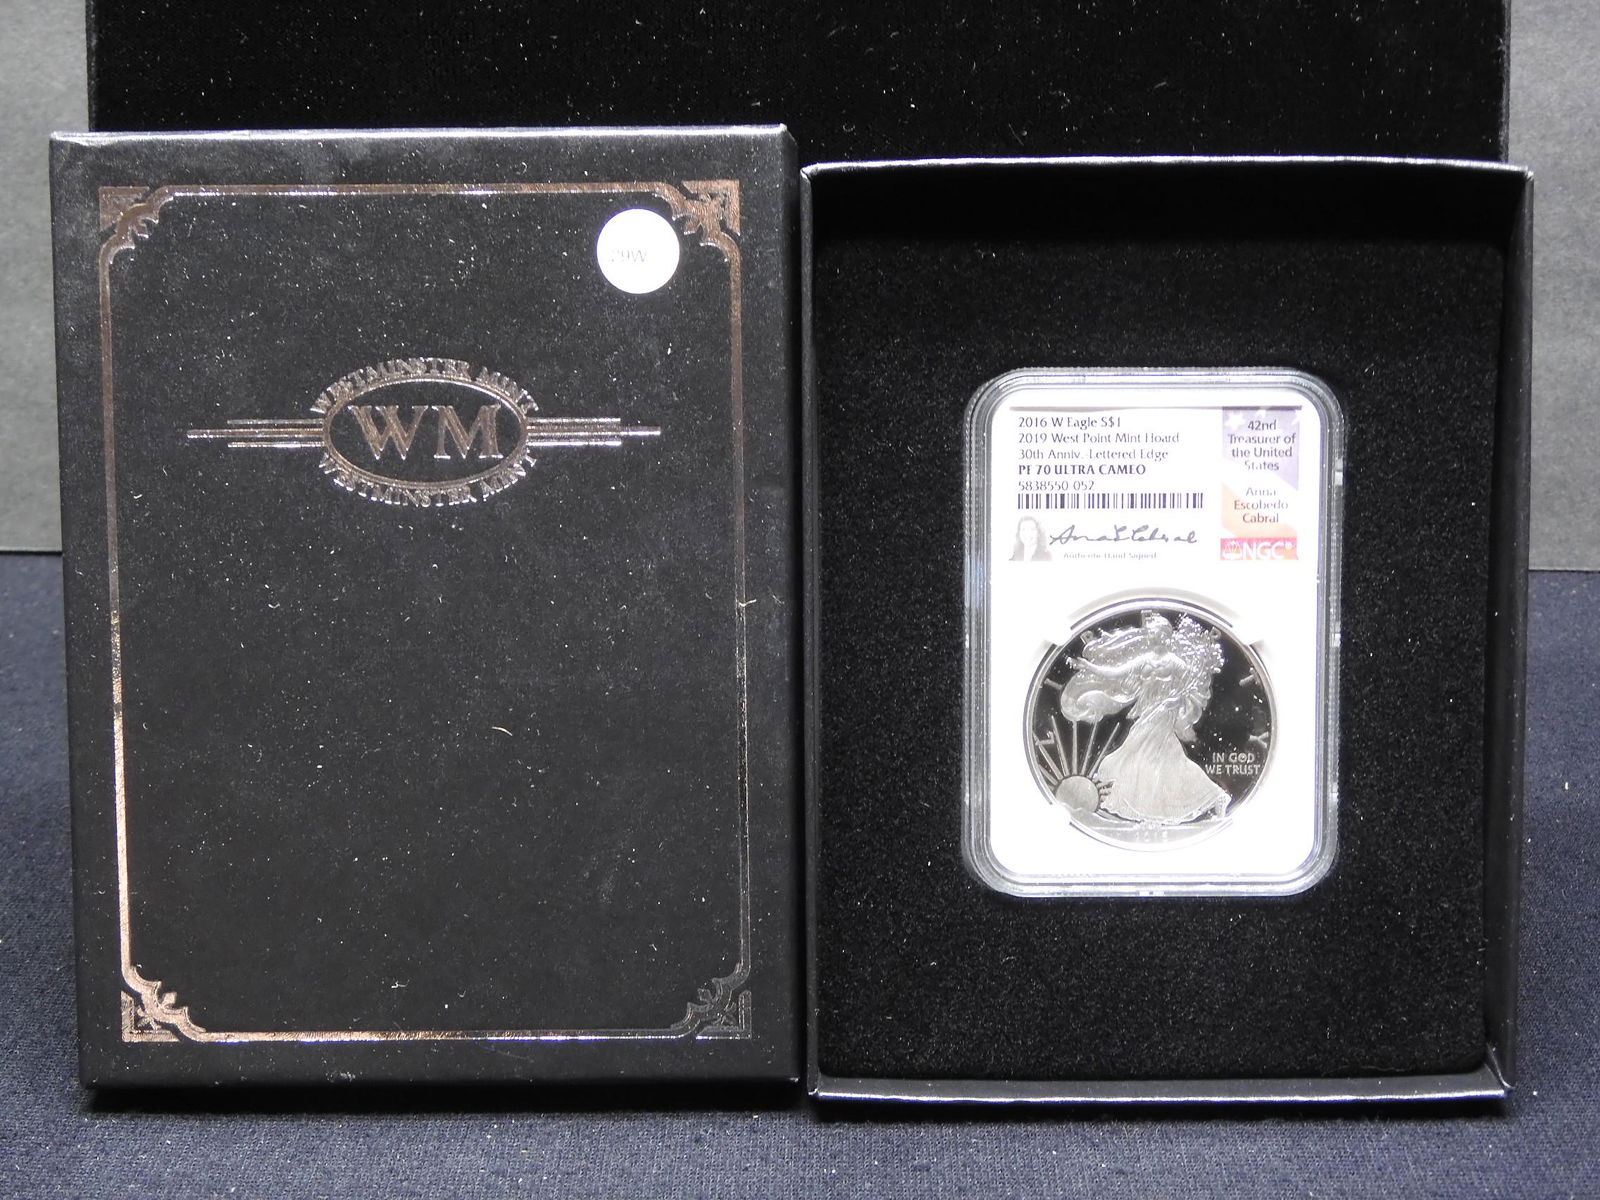 WESTMINSTER MINT
WM
WESTMINSTER MINT
2016 W Eagle S$1
2019 West Point Mint Hoard
30th Anniv.-Lettered Edge
PF 70 ULTRA CAMEO
5838550-052
Authentic Hand Signed
42nd
Treasurer of
the United
States
Anna
Escobedo
Cabral
NGC
LIBERTY
IN GOD
WE TRUST
2016